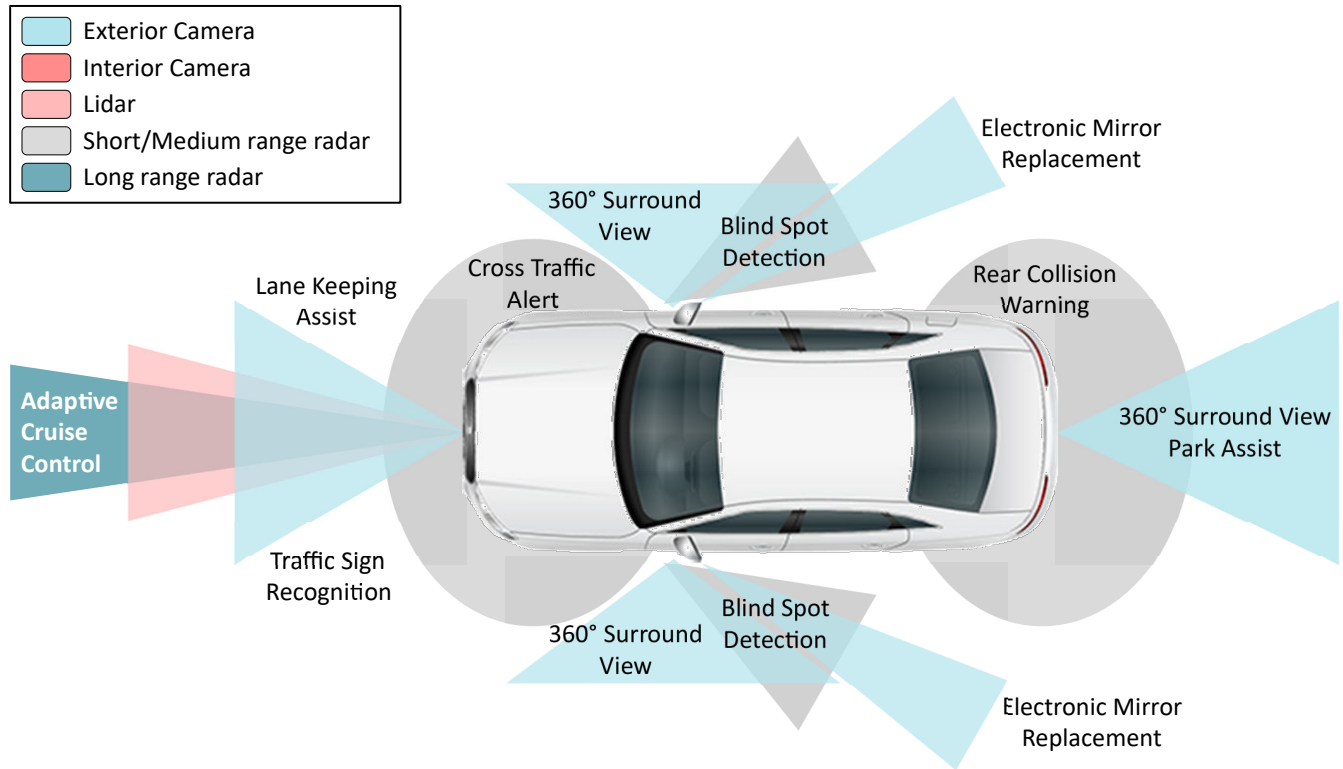 Exterior Camera
Interior Camera
Lidar
Short/Medium range radar
Long range radar
Electronic Mirror
Replacement
360° Surround
View
Blind Spot
Detection
Cross Traffic
Alert
Rear Collision
Warning
Lane Keeping
Assist
Adaptive
Cruise
Control
360° Surround View
Park Assist
Traffic Sign
Recognition
360° Surround
View
Blind Spot
Detection
Electronic Mirror
Replacement